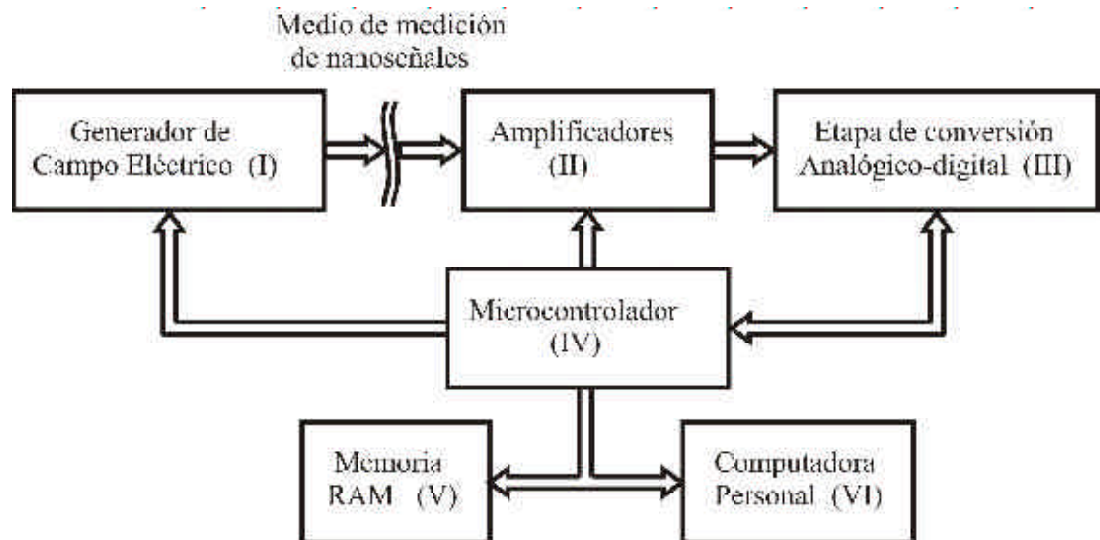 Medio de medición
de nanoseñales
Generador de
Campo Eléctrico (I)
Amplificadores
(II)
Etapa de conversión
Analógico-digital (III)
Microcontrolador
(IV)
Memoria
RAM (V)
Computadora
Personal (VI)